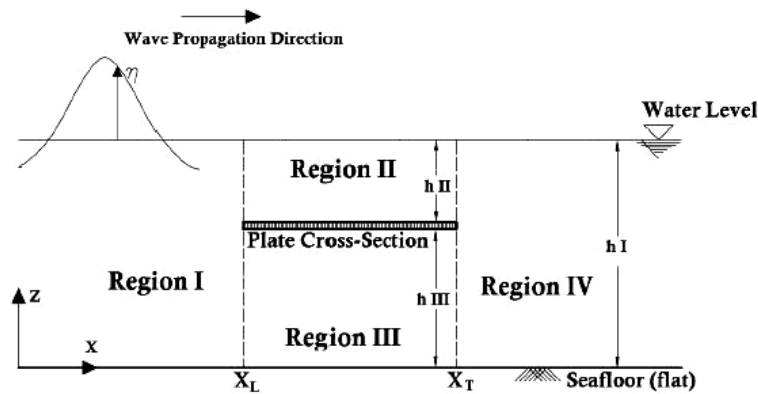 Wave Propagation Direction
η
Water Level
Region II
h II
Plate Cross-Section
h I
Region I
h III
Region IV
Z
Region III
X
X_L
X_T
Seafloor (flat)